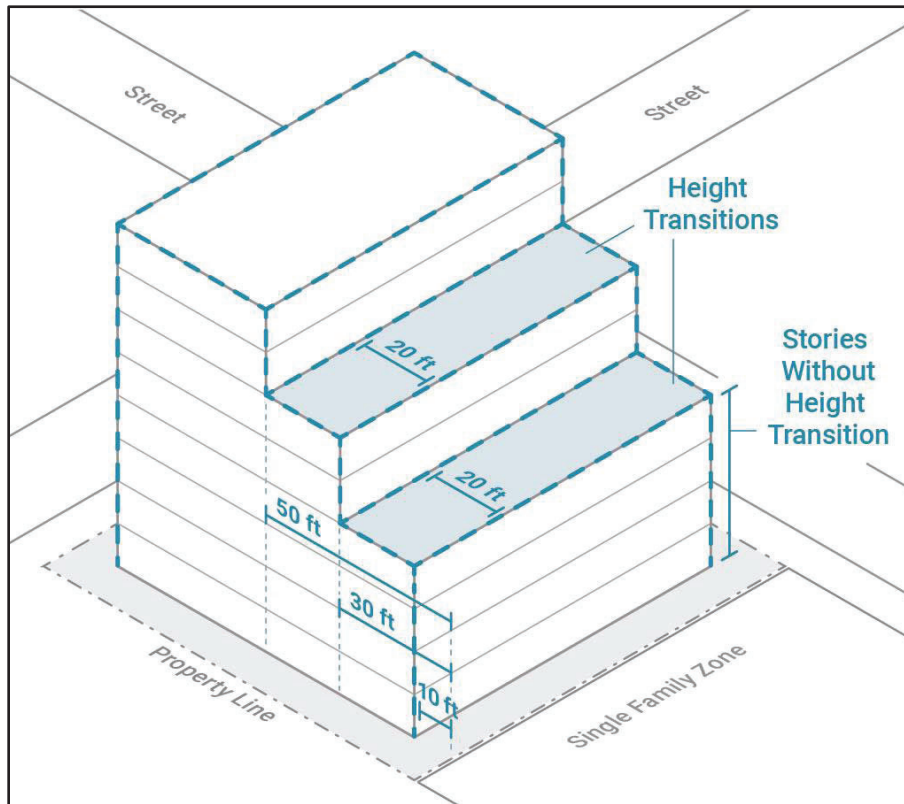 Street
Street
Height
Transitions
20 ft
Stories
Without
Height
Transition
20 ft
50 ft
30 ft
10 ft
Property Line
Single Family Zone